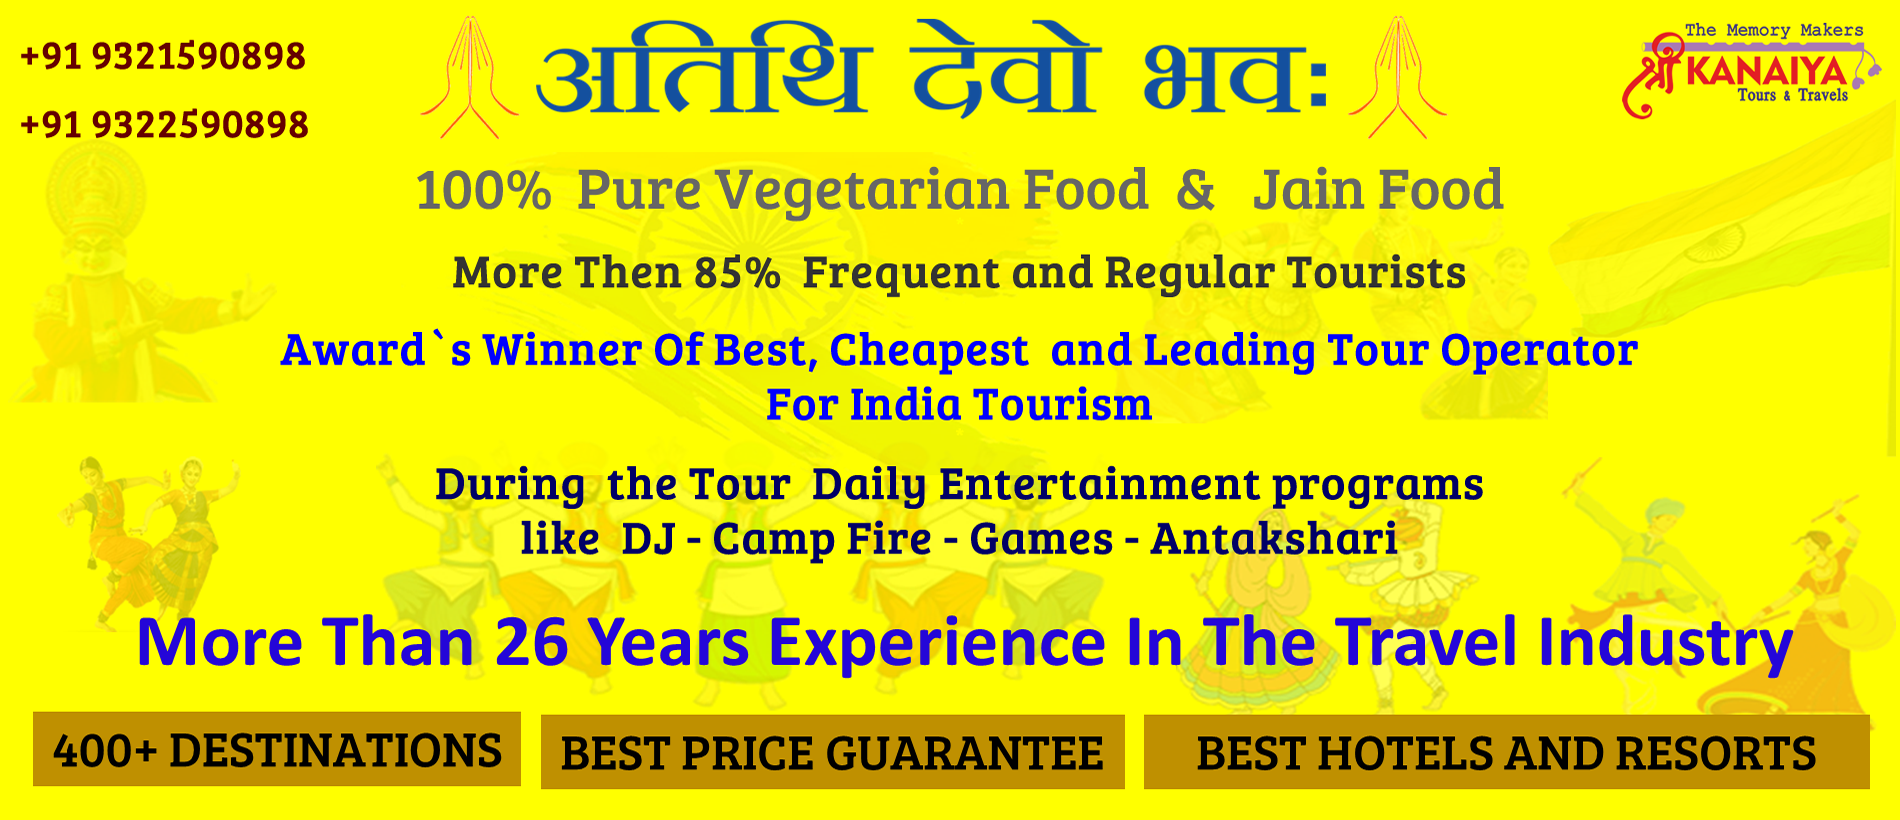 +91 9321590898
+91 9322590898
अतिथि देवो भवः
The Memory Makers
श्री KANAIYA
Tours & Travels
100% Pure Vegetarian Food & Jain Food
More Then 85% Frequent and Regular Tourists
Award`s Winner Of Best, Cheapest and Leading Tour Operator
For India Tourism
During the Tour Daily Entertainment programs
like DJ - Camp Fire - Games - Antakshari
More Than 26 Years Experience In The Travel Industry
400+ DESTINATIONS
BEST PRICE GUARANTEE
BEST HOTELS AND RESORTS